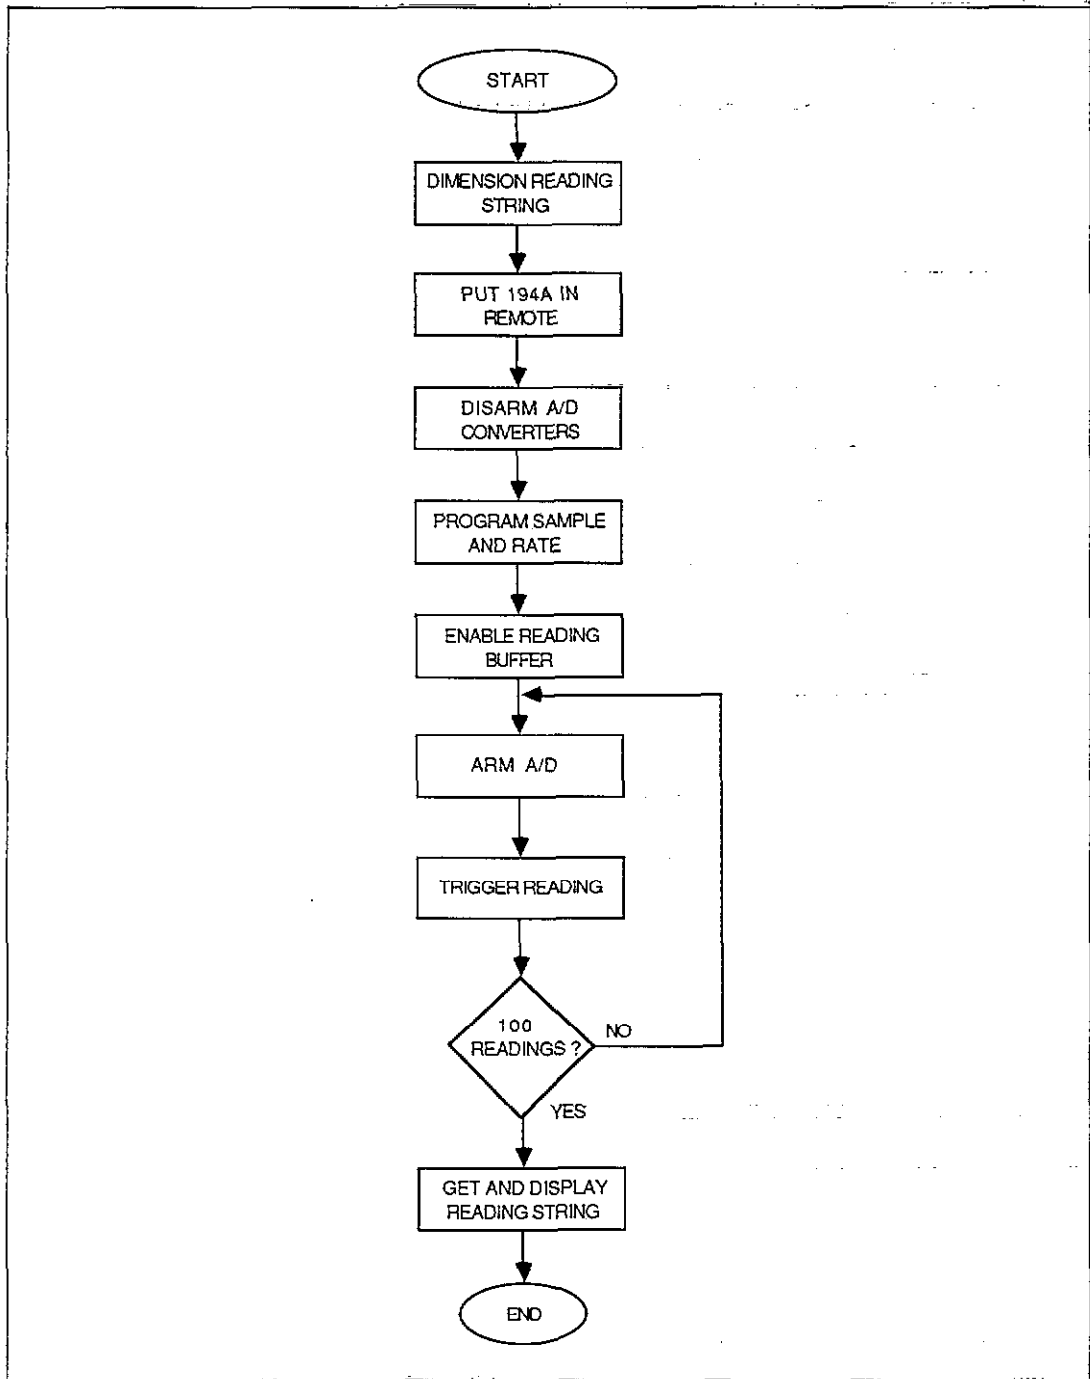 START
DIMENSION READING
STRING
PUT 194A IN
REMOTE
DISARM A/D
CONVERTERS
PROGRAM SAMPLE
AND RATE
ENABLE READING
BUFFER
ARM A/D
TRIGGER READING
100
READINGS ?
NO
YES
GET AND DISPLAY
READING STRING
END